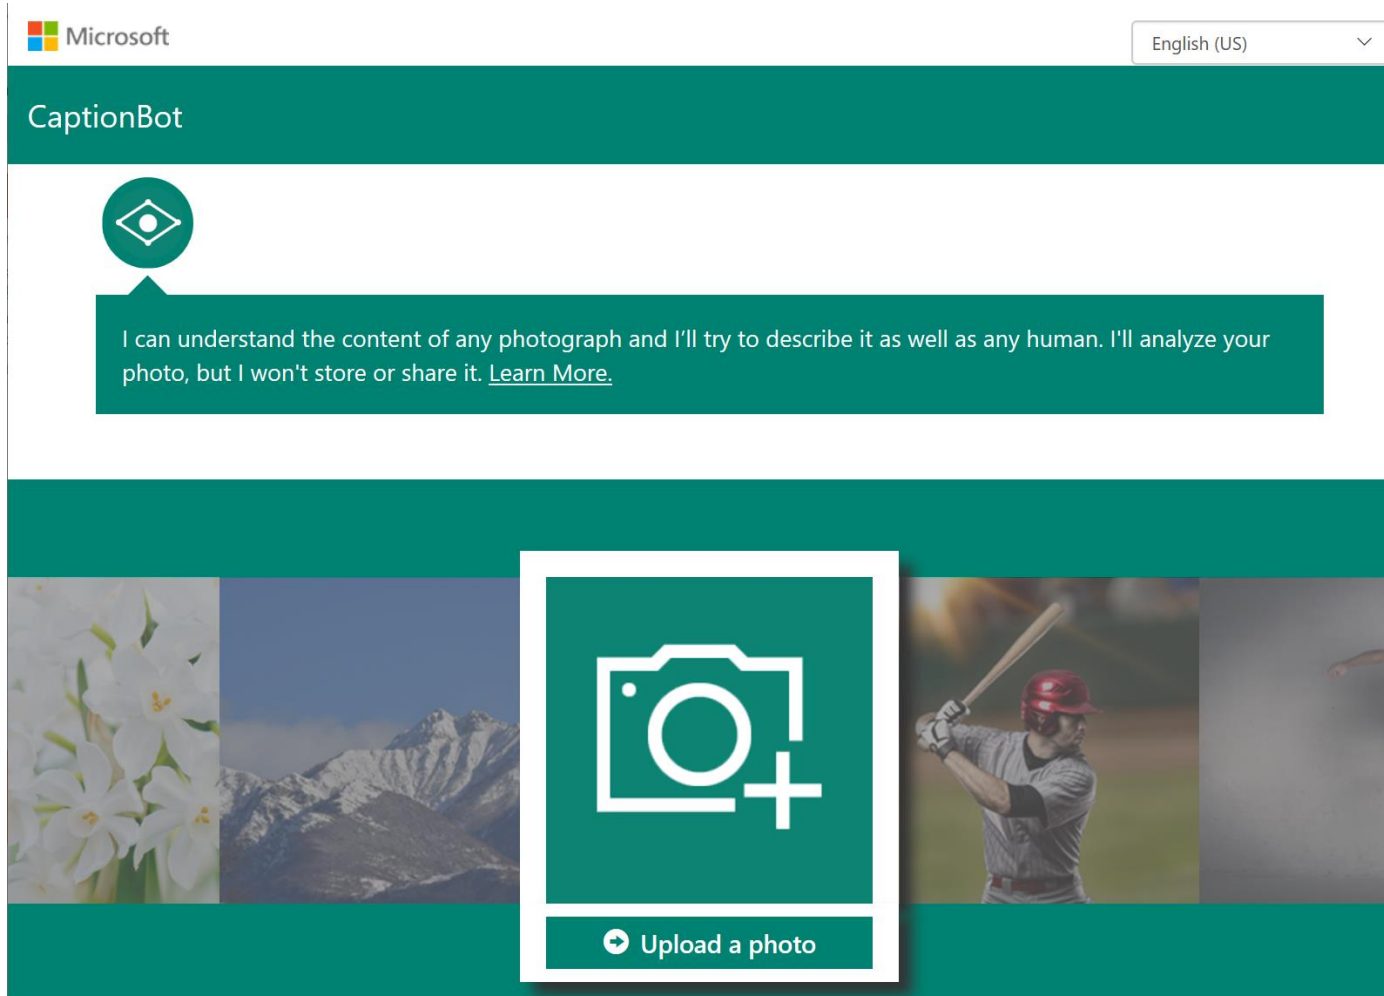 Microsoft
English (US)
CaptionBot
I can understand the content of any photograph and I’ll try to describe it as well as any human. I'll analyze your
photo, but I won't store or share it. Learn More.
Upload a photo